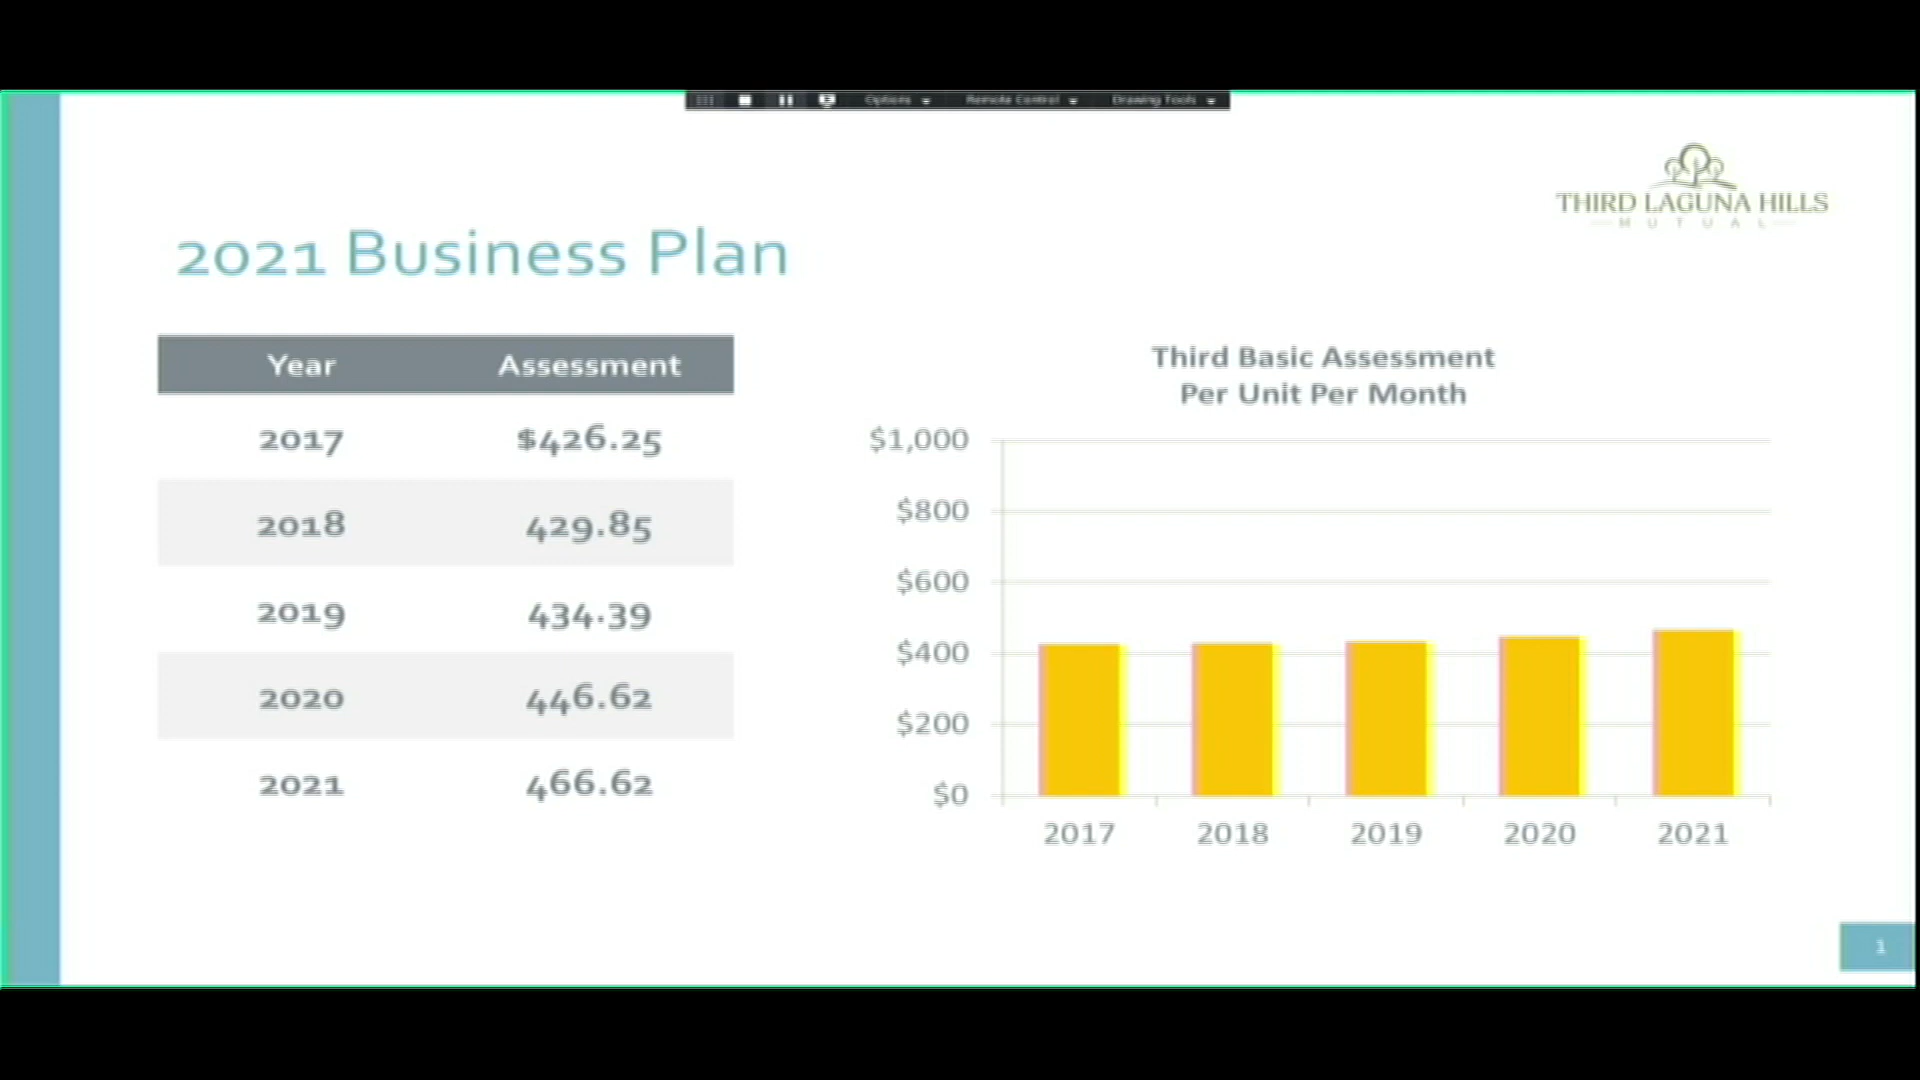 Options
Remote Control
Drawing Tools
THIRD LAGUNA HILLS
MUTUAL
2021 Business Plan
Year Assessment
2017 $426.25
2018 429.85
2019 434.39
2020 446.62
2021 466.62
Third Basic Assessment
Per Unit Per Month
$1,000
$800
$600
$400
$200
$0
2017 2018 2019 2020 2021
1